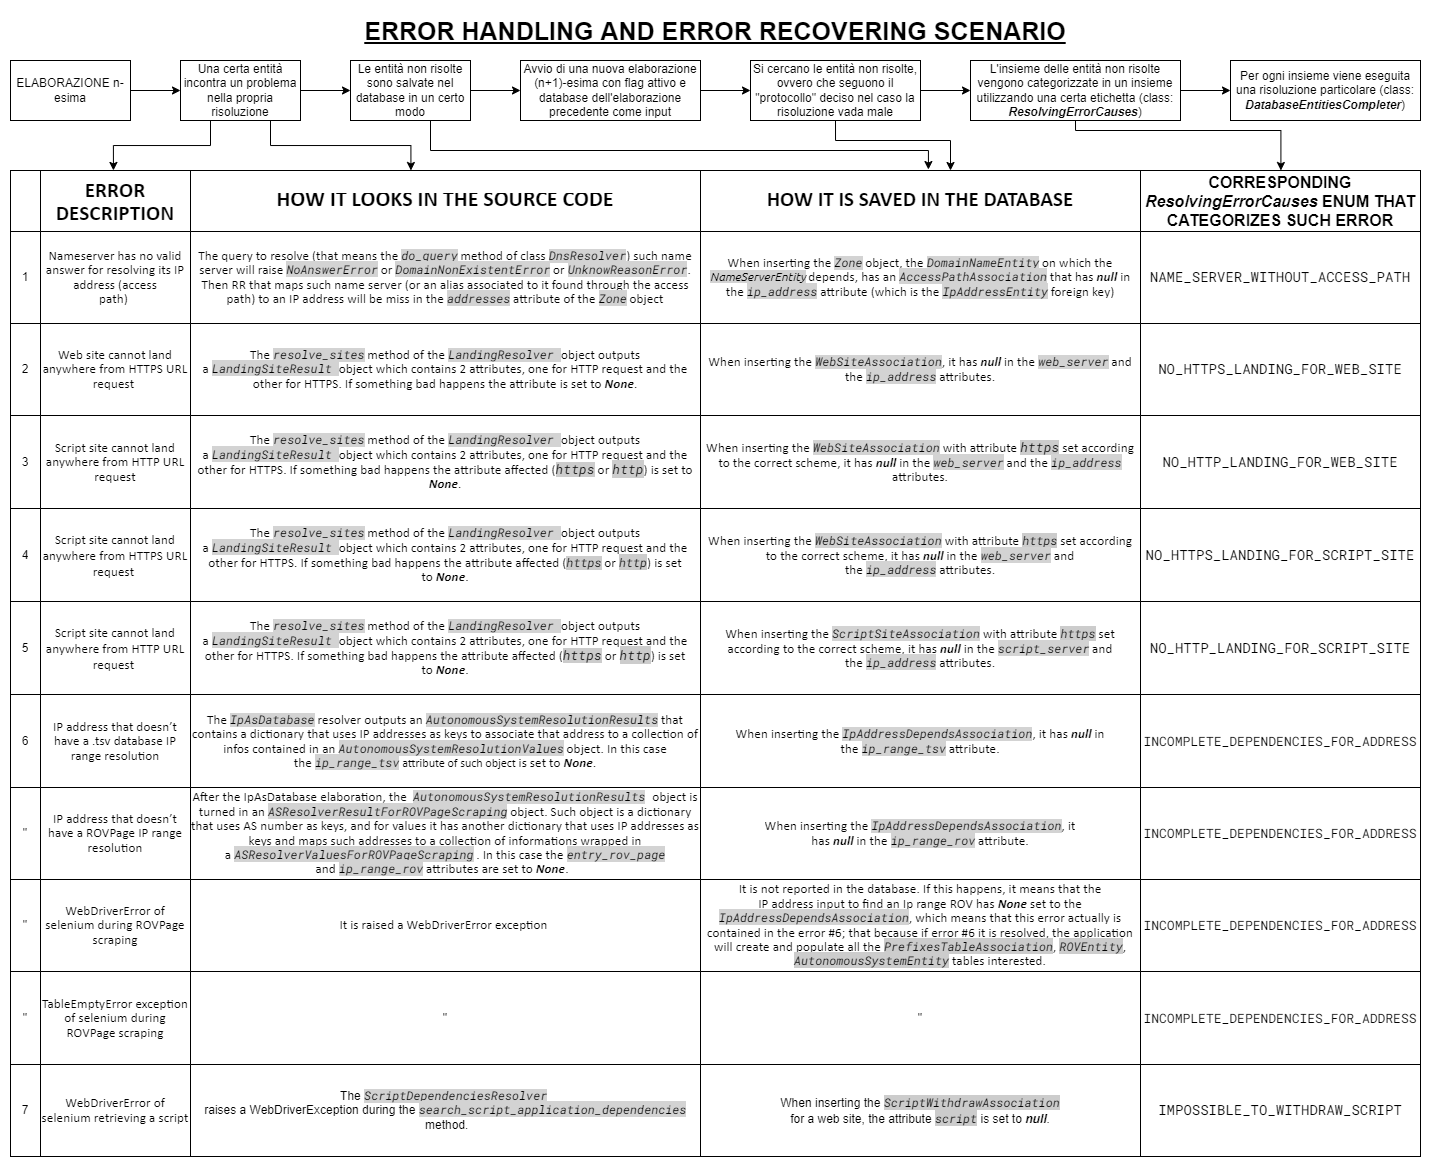 ERROR HANDLING AND ERROR RECOVERING SCENARIO
ELABORAZIONE n-
esima
Una certa entità
incontra un problema
nella propria
risoluzione
Le entità non risolte
sono salvate nel
database in un certo
modo
Avvio di una nuova elaborazione
(n+1)-esima con flag attivo e
database dell'elaborazione
precedente come input
Si cercano le entità non risolte,
ovvero che seguono il
"protocollo" deciso nel caso la
risoluzione vada male
L'insieme delle entità non risolte
vengono categorizzate in un insieme
utilizzando una certa etichetta (class:
ResolvingErrorCauses)
Per ogni insieme viene eseguita
una risoluzione particolare (class:
DatabaseEntitiesCompleter)
ERROR
DESCRIPTION
HOW IT LOOKS IN THE SOURCE CODE
HOW IT IS SAVED IN THE DATABASE
CORRESPONDING
ResolvingErrorCauses ENUM THAT
CATEGORIZES SUCH ERROR
1
Nameserver has no valid
answer for resolving its IP
address (access
path)
The query to resolve (that means the do_query method of class DnsResolver) such name
server will raise NoAnswerError or DomainNonExistentError or UnknowReasonError.
Then RR that maps such name server (or an alias associated to it found through the access
path) to an IP address will be miss in the addresses attribute of the Zone object
When inserting the Zone object, the DomainNameEntity on which the
NameServerEntity depends, has an AccessPathAssociation that has null in
the ip_address attribute (which is the IpAddressEntity foreign key)
NAME_SERVER_WITHOUT_ACCESS_PATH
2
Web site cannot land
anywhere from HTTPS URL
request
The resolve_sites method of the LandingResolver object outputs
a LandingSiteResult object which contains 2 attributes, one for HTTP request and the
other for HTTPS. If something bad happens the attribute is set to None.
When inserting the WebSiteAssociation, it has null in the web_server and
the ip_address attributes.
NO_HTTPS_LANDING_FOR_WEB_SITE
3
Script site cannot land
anywhere from HTTP URL
request
The resolve_sites method of the LandingResolver object outputs
a LandingSiteResult object which contains 2 attributes, one for HTTP request and the
other for HTTPS. If something bad happens the attribute affected (https or http) is set to
None.
When inserting the WebSiteAssociation with attribute https set according
to the correct scheme, it has null in the web_server and the ip_address
attributes.
NO_HTTP_LANDING_FOR_WEB_SITE
4
Script site cannot land
anywhere from HTTPS URL
request
The resolve_sites method of the LandingResolver object outputs
a LandingSiteResult object which contains 2 attributes, one for HTTP request and the
other for HTTPS. If something bad happens the attribute affected (https or http) is set
to None.
When inserting the WebSiteAssociation with attribute https set according
to the correct scheme, it has null in the web_server and
the ip_address attributes.
NO_HTTPS_LANDING_FOR_SCRIPT_SITE
5
Script site cannot land
anywhere from HTTP URL
request
The resolve_sites method of the LandingResolver object outputs
a LandingSiteResult object which contains 2 attributes, one for HTTP request and the
other for HTTPS. If something bad happens the attribute affected (https or http) is set
to None.
When inserting the ScriptSiteAssociation with attribute https set
according to the correct scheme, it has null in the script_server and
the ip_address attributes.
NO_HTTP_LANDING_FOR_SCRIPT_SITE
6
IP address that doesn't
have a .tsv database IP
range resolution
The IpAsDatabase resolver outputs an AutonomousSystemResolutionResults that
contains a dictionary that uses IP addresses as keys to associate that address to a collection of
infos contained in an AutonomousSystemResolutionValues object. In this case
the ip_range_tsv attribute of such object is set to None.
When inserting the IpAddressDependsAssociation, it has null in
the ip_range_tsv attribute.
INCOMPLETE_DEPENDENCIES_FOR_ADDRESS
"
IP address that doesn't
have a ROVPage IP range
resolution
After the IpAsDatabase elaboration, the AutonomousSystemResolutionResults object is
turned in an ASResolverResultForROVPageScraping object. Such object is a dictionary
that uses AS number as keys, and for values it has another dictionary that uses IP addresses as
keys and maps such addresses to a collection of informations wrapped in
a ASResolverValuesForROVPageScraping . In this case the entry_rov_page
and ip_range_rov attributes are set to None.
When inserting the IpAddressDependsAssociation, it
has null in the ip_range_rov attribute.
INCOMPLETE_DEPENDENCIES_FOR_ADDRESS
"
WebDriverError of
selenium during ROVPage
scraping
It is raised a WebDriverError exception
It is not reported in the database. If this happens, it means that the
IP address input to find an Ip range ROV has None set to the
IpAddressDependsAssociation, which means that this error actually is
contained in the error #6; that because if error #6 it is resolved, the application
will create and populate all the PrefixesTableAssociation, ROVEntity,
AutonomousSystemEntity tables interested.
INCOMPLETE_DEPENDENCIES_FOR_ADDRESS
"
TableEmptyError exception
of selenium during
ROVPage scraping
"
"
INCOMPLETE_DEPENDENCIES_FOR_ADDRESS
7
WebDriverError of
selenium retrieving a script
The ScriptDependenciesResolver
raises a WebDriverException during the search_script_application_dependencies
method.
When inserting the ScriptWithdrawAssociation
for a web site, the attribute script is set to null.
IMPOSSIBLE_TO_WITHDRAW_SCRIPT